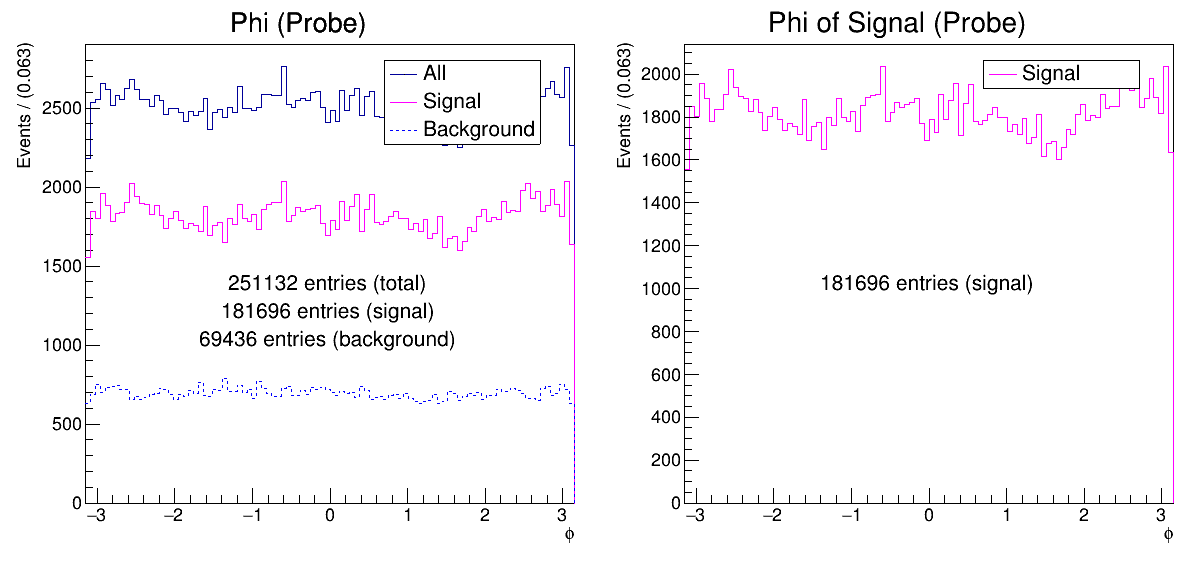 Phi (Probe)
Events / (0.063)
2500
2000
1500
1000
500
0
All
Signal
Background
251132 entries (total)
181696 entries (signal)
69436 entries (background)
−3 −2 −1 0 1 2 3
ϕ
Phi of Signal (Probe)
Events / (0.063)
2000
1800
1600
1400
1200
1000
800
600
400
200
0
Signal
181696 entries (signal)
−3 −2 −1 0 1 2 3
ϕ